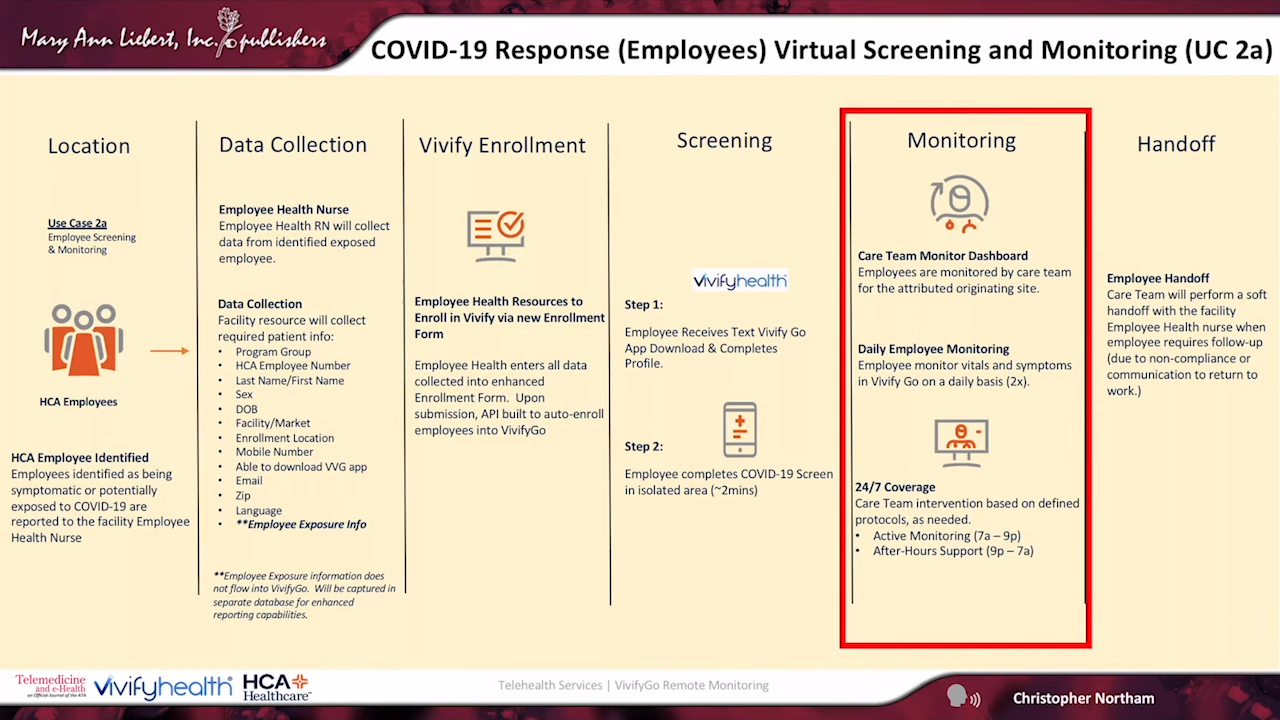 Mary Ann Liebert, Inc. publishers
COVID-19 Response (Employees) Virtual Screening and Monitoring (UC 2a)
Location
Use Case 2a
Employee Screening
& Monitoring
HCA Employees
HCA Employee Identified
Employees identified as being
symptomatic or potentially
exposed to COVID-19 are
reported to the facility Employee
Health Nurse
Data Collection
Employee Health Nurse
Employee Health RN will collect
data from identified exposed
employee.
Data Collection
Facility resource will collect
required patient info:
• Program Group
• HCA Employee Number
• Last Name/First Name
• Sex
• DOB
• Facility/Market
• Enrollment Location
• Mobile Number
• Able to download VVG app
• Email
• Zip
• Language
• **Employee Exposure Info
**Employee Exposure information does
not flow into VivifyGo. Will be captured in
separate database for enhanced
reporting capabilities.
Vivify Enrollment
Employee Health Resources to
Enroll in Vivify via new Enrollment
Form
Employee Health enters all data
collected into enhanced
Enrollment Form. Upon
submission, API built to auto-enroll
employees into VivifyGo
Screening
vivifyhealth
Step 1:
Employee Receives Text Vivify Go
App Download & Completes
Profile.
Step 2:
Employee completes COVID-19 Screen
in isolated area (~2mins)
Monitoring
Care Team Monitor Dashboard
Employees are monitored by care team
for the attributed originating site.
Daily Employee Monitoring
Employee monitor vitals and symptoms
in Vivify Go on a daily basis (2x).
24/7 Coverage
Care Team intervention based on defined
protocols, as needed.
• Active Monitoring (7a – 9p)
• After-Hours Support (9p – 7a)
Handoff
Employee Handoff
Care Team will perform a soft
handoff with the facility
Employee Health nurse when
employee requires follow-up
(due to non-compliance or
communication to return to
work.)
Telemedicine
and e-Health
an Official Journal of the ATA
vivifyhealth
HCA
Healthcare™
Telehealth Services | VivifyGo Remote Monitoring
Christopher Northam